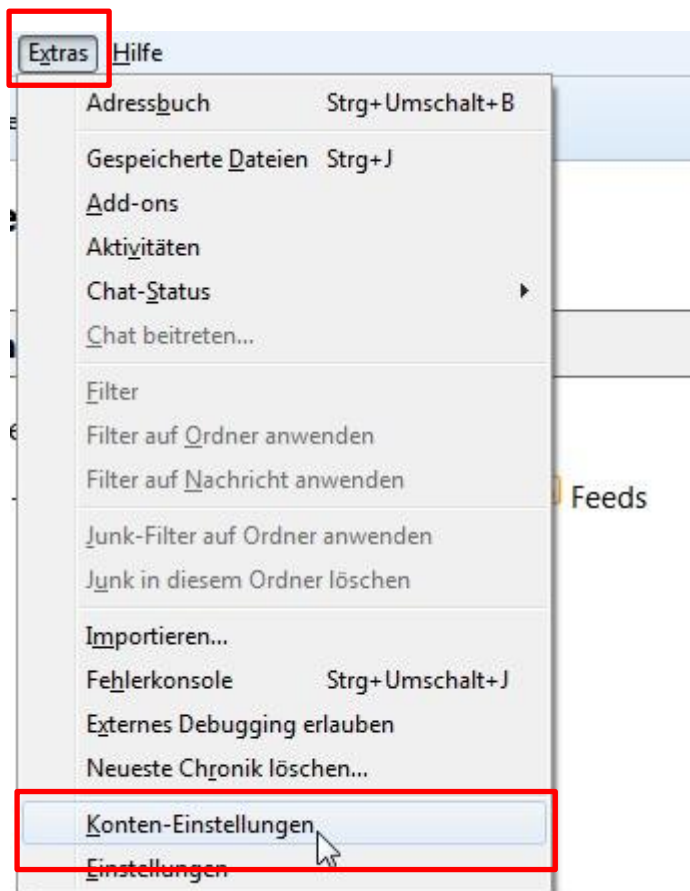 Extras Hilfe
Adressbuch Strg+Umschalt+B
Gespeicherte Dateien Strg+J
Add-ons
Aktivitäten
Chat-Status
Chat beitreten...
Filter
Filter auf Ordner anwenden
Filter auf Nachricht anwenden
Feeds
Junk-Filter auf Ordner anwenden
Junk in diesem Ordner löschen
Importieren...
Fehlerkonsole Strg+Umschalt+J
Externes Debugging erlauben
Neueste Chronik löschen...
Konten-Einstellungen
Einstellungen